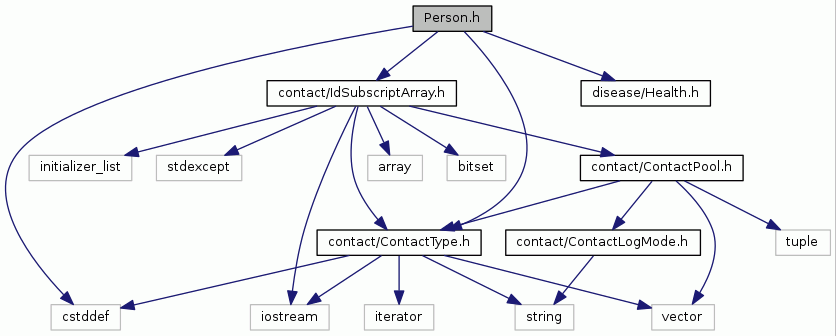 Person.h
contact/IdSubscriptArray.h
disease/Health.h
initializer_list
stdexcept
array
bitset
contact/ContactPool.h
contact/ContactType.h
contact/ContactLogMode.h
tuple
cstddef
iostream
iterator
string
vector